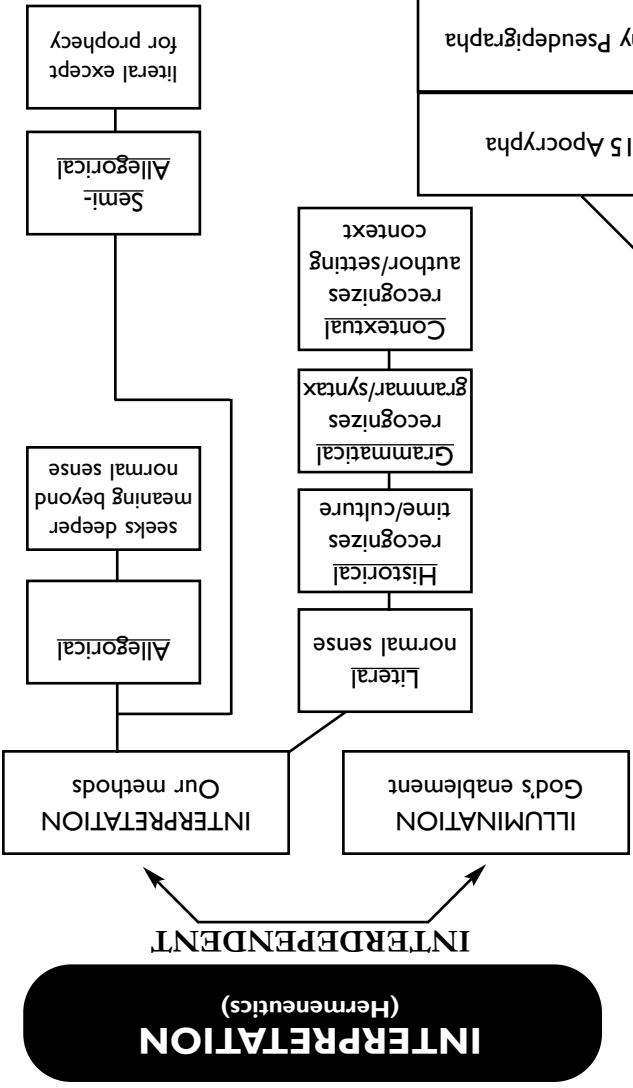 INTERPRETATION
(Hermeneutics)
INTERDEPENDENT
ILLUMINATION
God's enablement
INTERPRETATION
Our methods
Literal
normal sense
Historical
recognizes
time/culture
Grammatical
recognizes
grammar/syntax
Contextual
recognizes
author/setting
context
Allegorical
seeks deeper
meaning beyond
normal sense
Semi-
Allegorical
literal except
for prophecy
15 Apocrypha
Pseudepigrapha